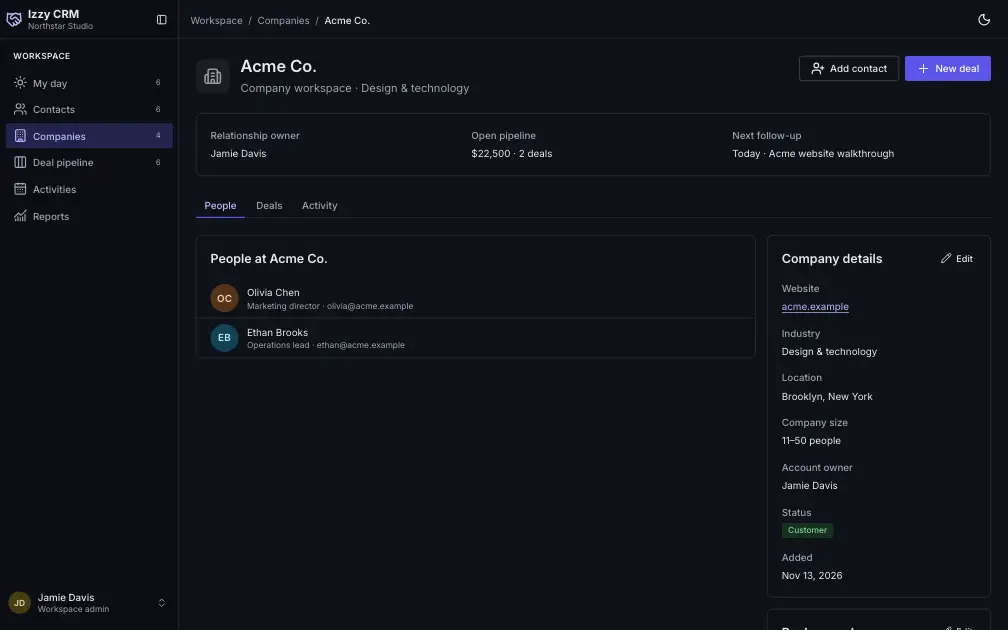 Izzy CRM
Northstar Studio
WORKSPACE
My day 6
Contacts 6
Companies 4
Deal pipeline 6
Activities
Reports
Jamie Davis
Workspace admin
JD
Workspace / Companies / Acme Co.
Acme Co.
Company workspace · Design & technology
Add contact
New deal
Relationship owner
Jamie Davis
Open pipeline
$22,500 · 2 deals
Next follow-up
Today · Acme website walkthrough
People Deals Activity
People at Acme Co.
OC
Olivia Chen
Marketing director · olivia@acme.example
EB
Ethan Brooks
Operations lead · ethan@acme.example
Company details
Edit
Website
acme.example
Industry
Design & technology
Location
Brooklyn, New York
Company size
11–50 people
Account owner
Jamie Davis
Status
Customer
Added
Nov 13, 2026